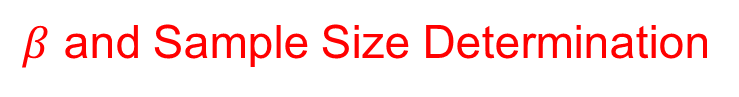 β and Sample Size Determination